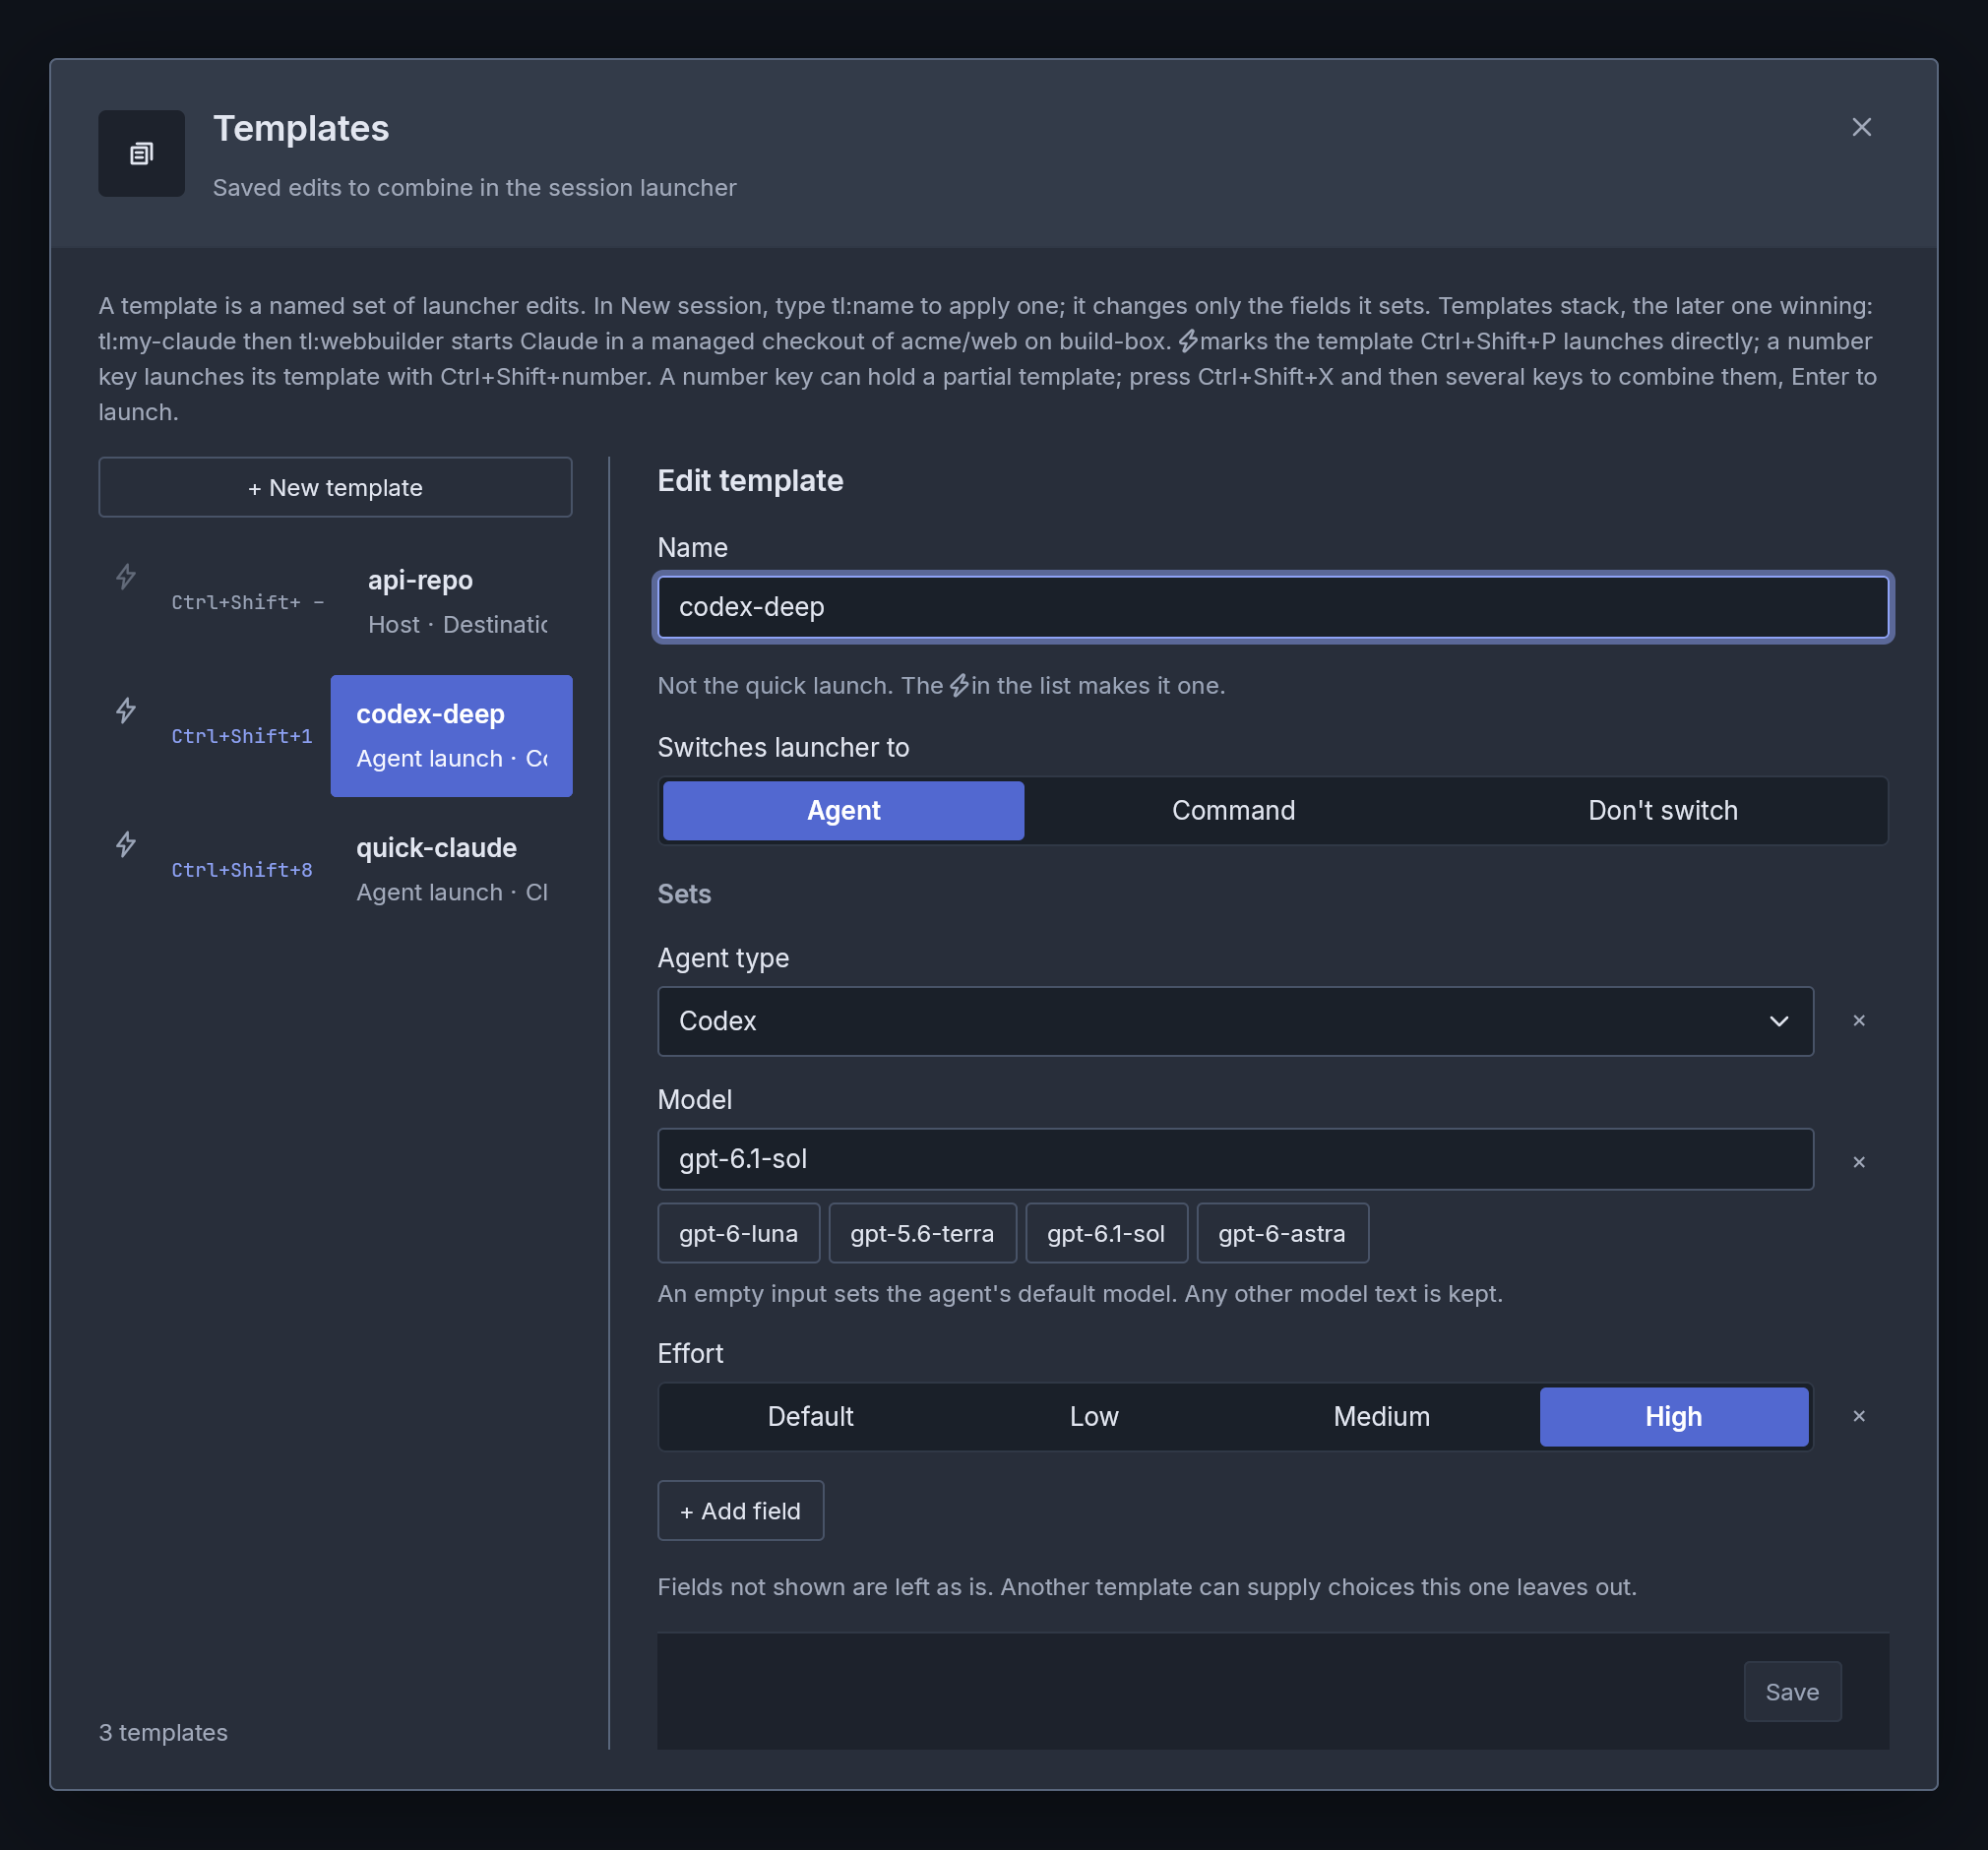 Templates
Saved edits to combine in the session launcher
A template is a named set of launcher edits. In New session, type tl:name to apply one; it changes only the fields it sets. Templates stack, the later one winning:
tl:my-claude then tl:webbuilder starts Claude in a managed checkout of acme/web on build-box. marks the template Ctrl+Shift+P launches directly; a number
key launches its template with Ctrl+Shift+number. A number key can hold a partial template; press Ctrl+Shift+X and then several keys to combine them, Enter to
launch.
+ New template
Ctrl+Shift+ –
api-repo
Host · Destinatic
Ctrl+Shift+1
codex-deep
Agent launch · Co
Ctrl+Shift+8
quick-claude
Agent launch · Cl
3 templates
Edit template
Name
codex-deep
Not the quick launch. The in the list makes it one.
Switches launcher to
Agent Command Don't switch
Sets
Agent type
Codex ×
Model
gpt-6.1-sol ×
gpt-6-luna gpt-5.6-terra gpt-6.1-sol gpt-6-astra
An empty input sets the agent's default model. Any other model text is kept.
Effort
Default Low Medium High ×
+ Add field
Fields not shown are left as is. Another template can supply choices this one leaves out.
Save